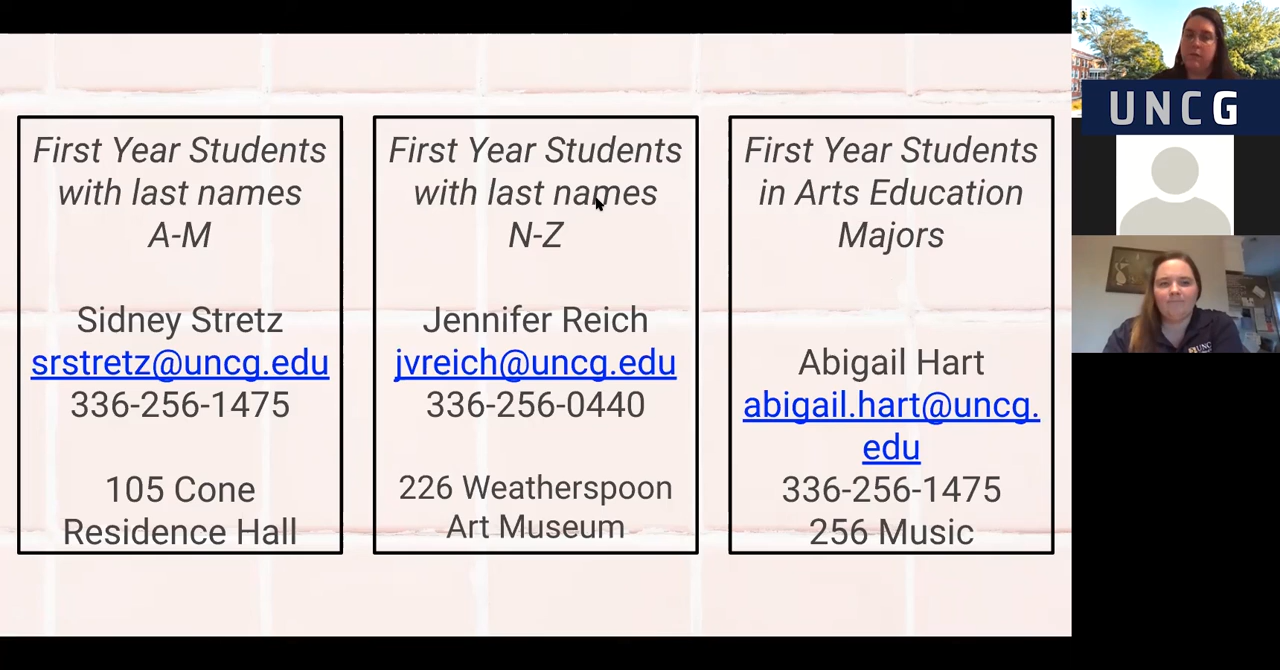 First Year Students
with last names
A-M
Sidney Stretz
srstretz@uncg.edu
336-256-1475
105 Cone
Residence Hall
First Year Students
with last names
N-Z
Jennifer Reich
jvreich@uncg.edu
336-256-0440
226 Weatherspoon
Art Museum
First Year Students
in Arts Education
Majors
Abigail Hart
abigail.hart@uncg.
edu
336-256-1475
256 Music
UNCG
UNC